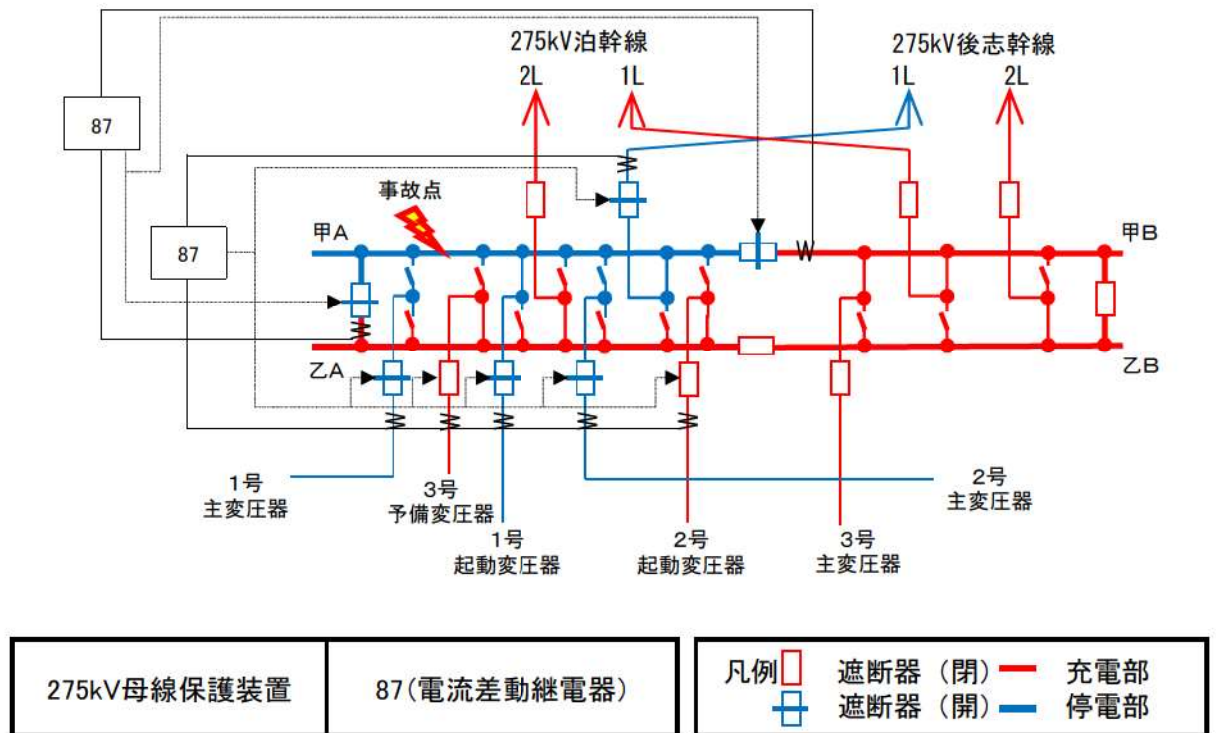 275kV泊幹線
275kV後志幹線
2L
1L
1L
2L
87
事故点
甲A
甲B
87
乙A
乙B
1号
主変圧器
3号
予備変圧器
2号
主変圧器
1号
起動変圧器
2号
起動変圧器
3号
主変圧器
275kV母線保護装置
87(電流差動継電器)
凡例
遮断器（閉）
充電部
遮断器（開）
停電部